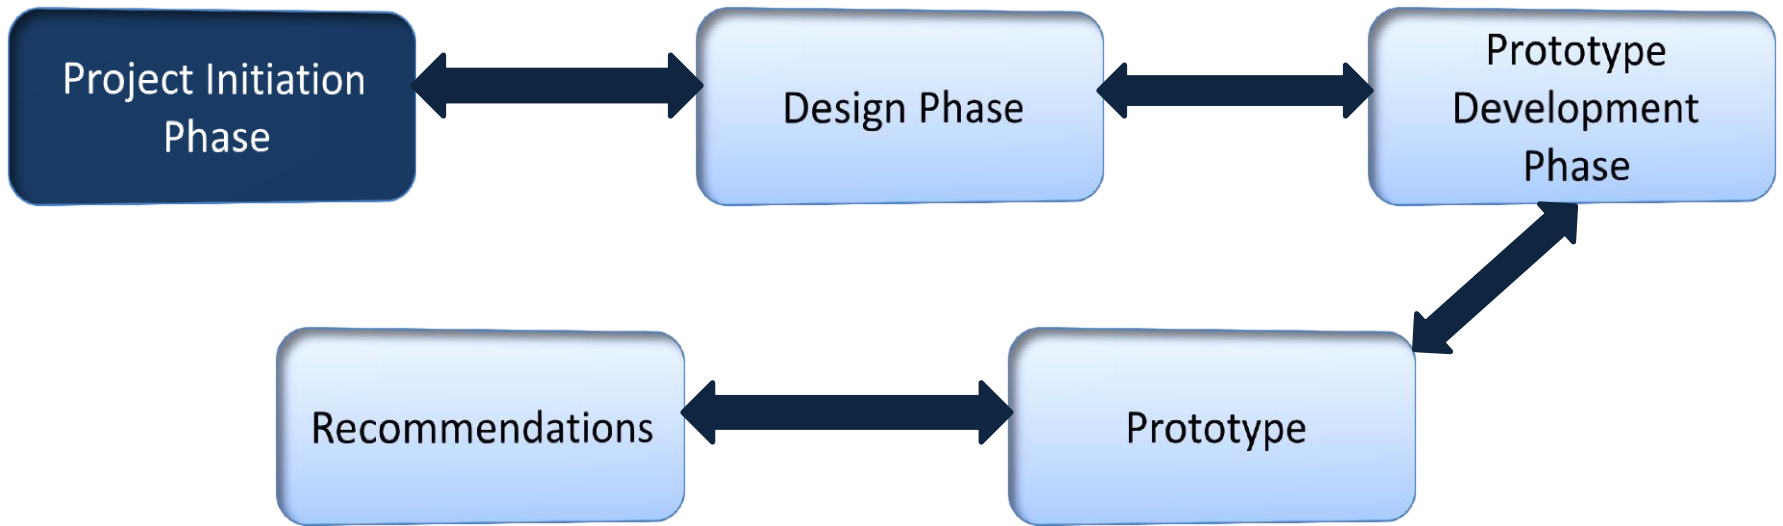 Project Initiation
Phase
Design Phase
Prototype
Development
Phase
Recommendations
Prototype